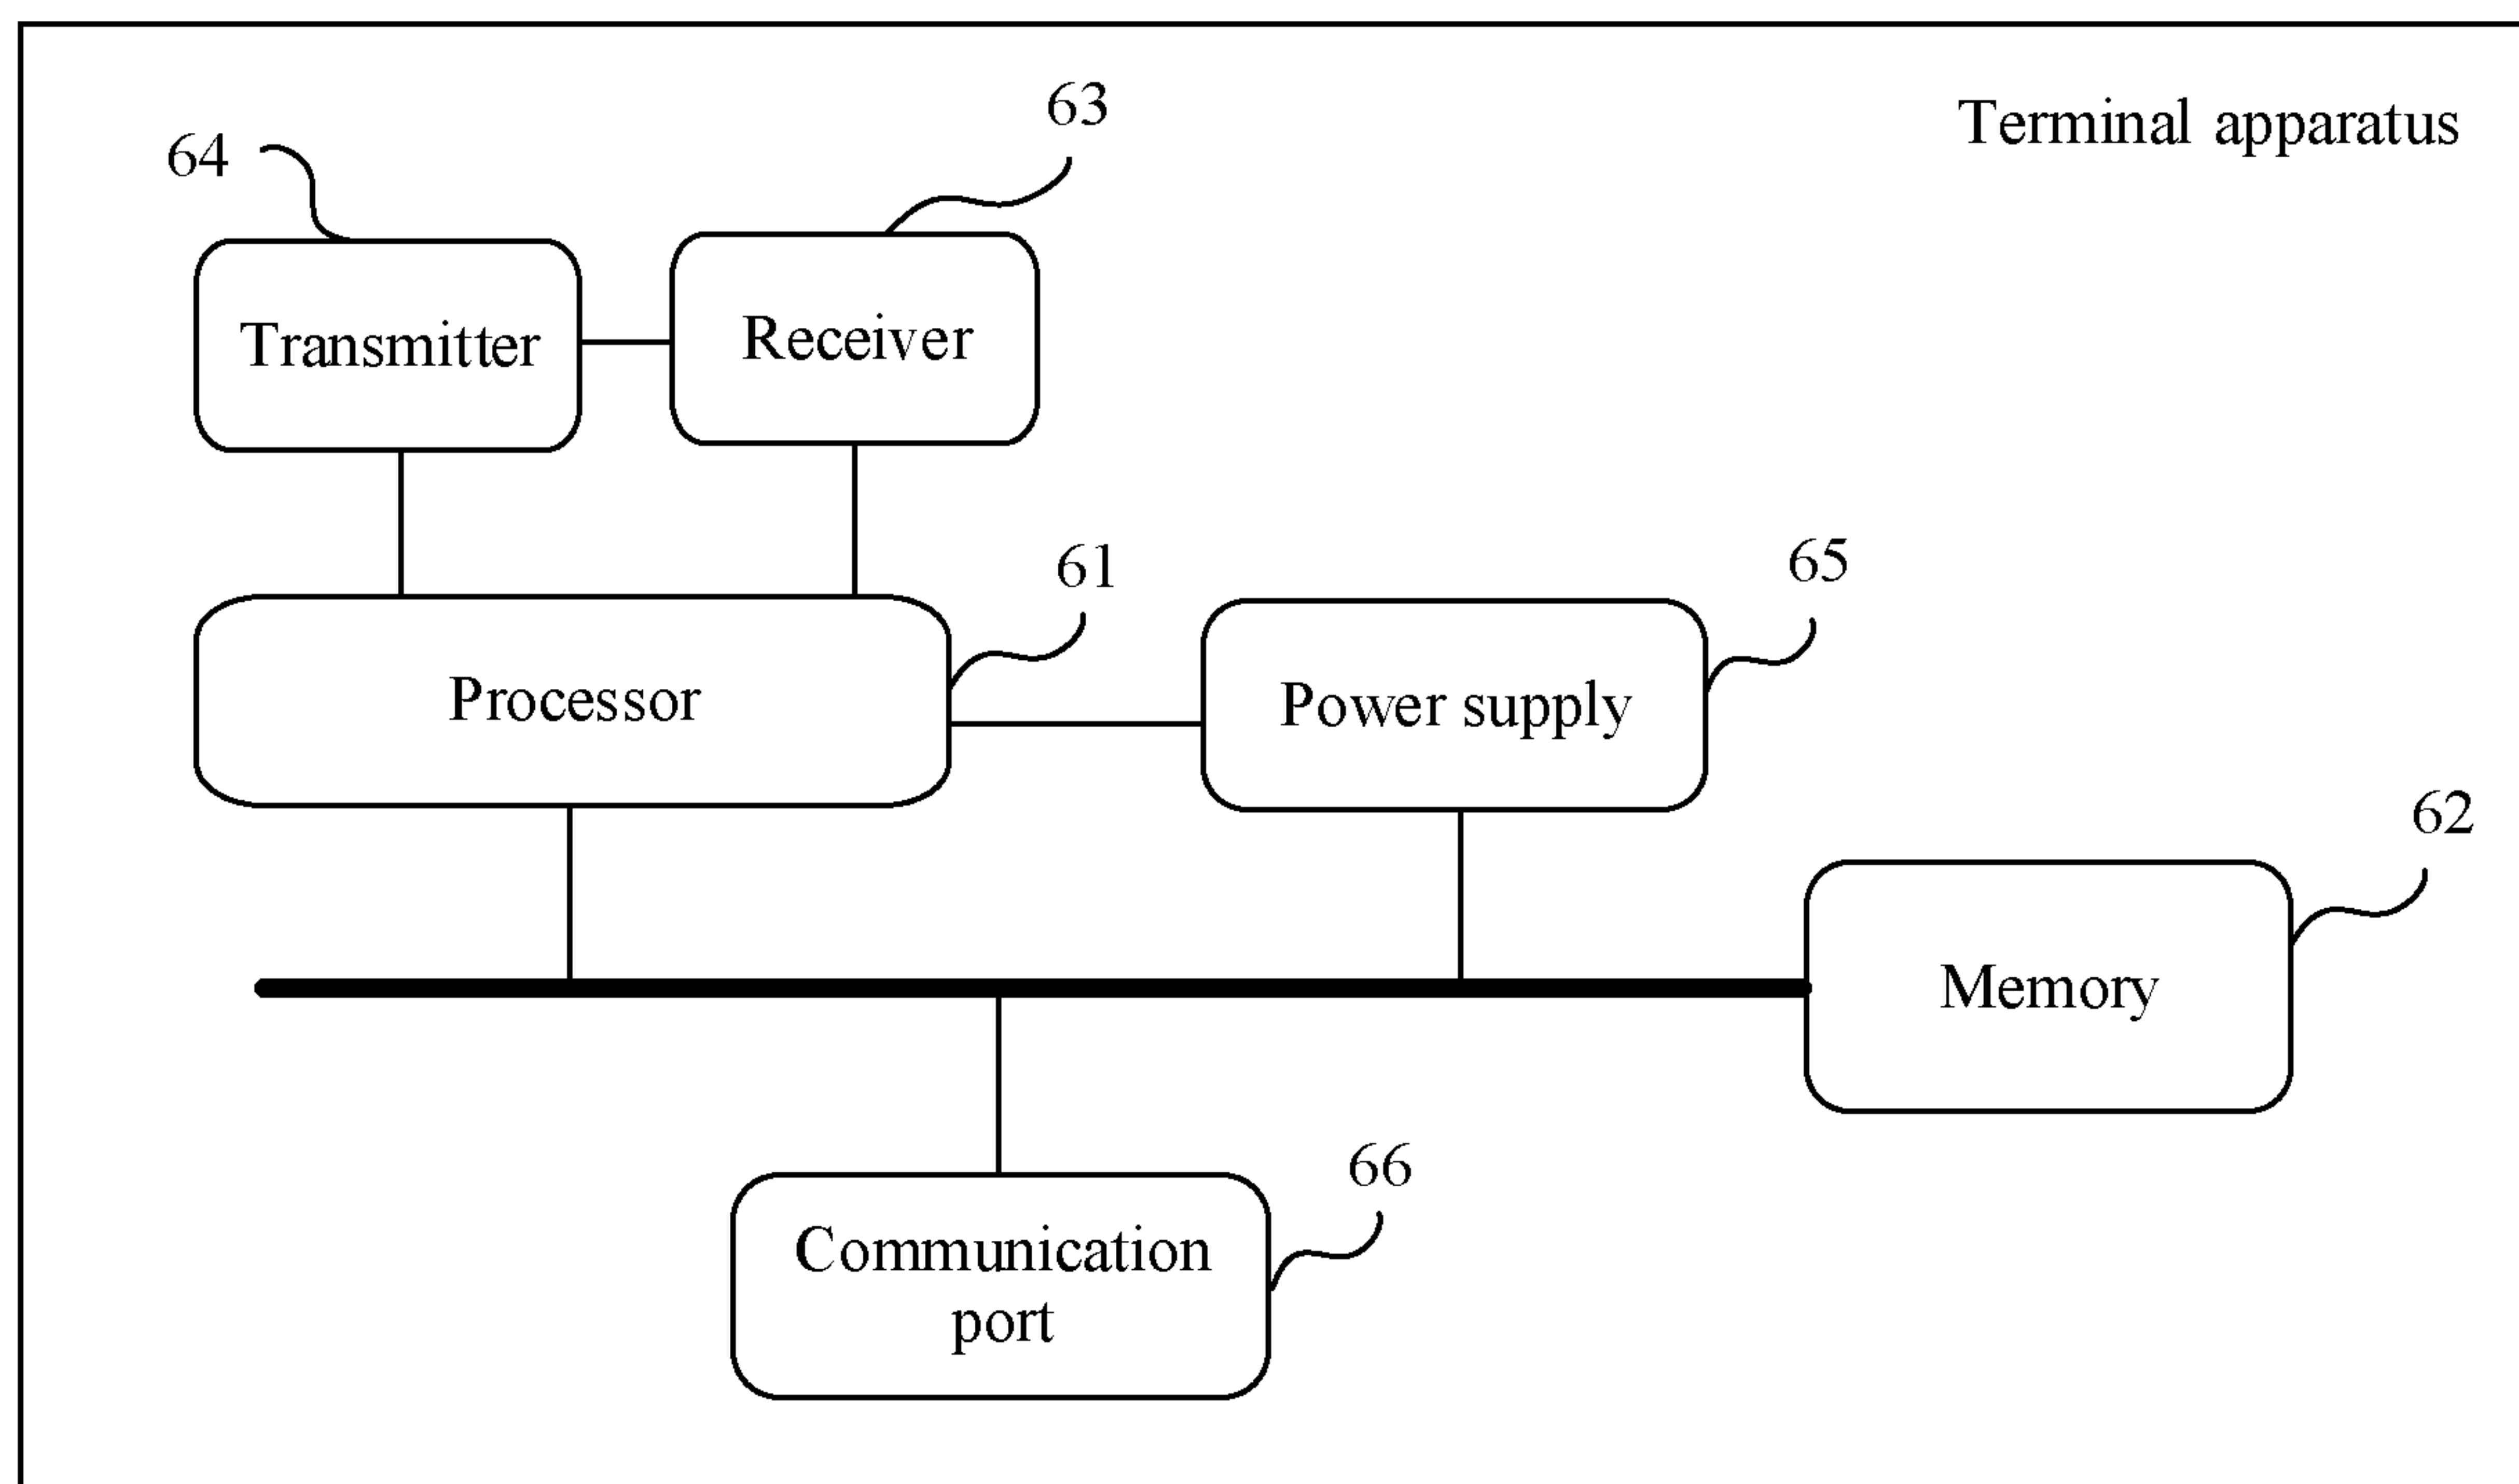 63
Terminal apparatus
64
Transmitter
Receiver
61
65
Processor
Power supply
62
Memory
66
Communication
port